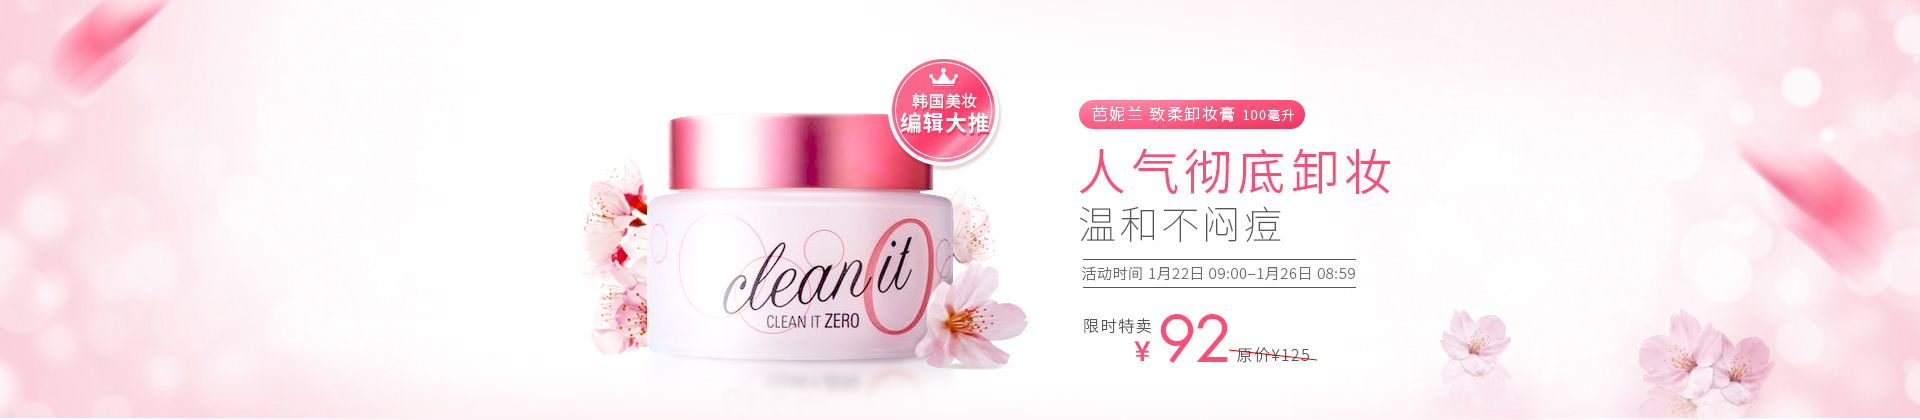 韩国美妆
编辑大推
clean it 0
CLEAN IT ZERO
芭妮兰 致柔卸妆膏 100毫升
人气彻底卸妆
温和不闷痘
活动时间 1月22日 09:00–1月26日 08:59
限时特卖
¥92 原价¥125